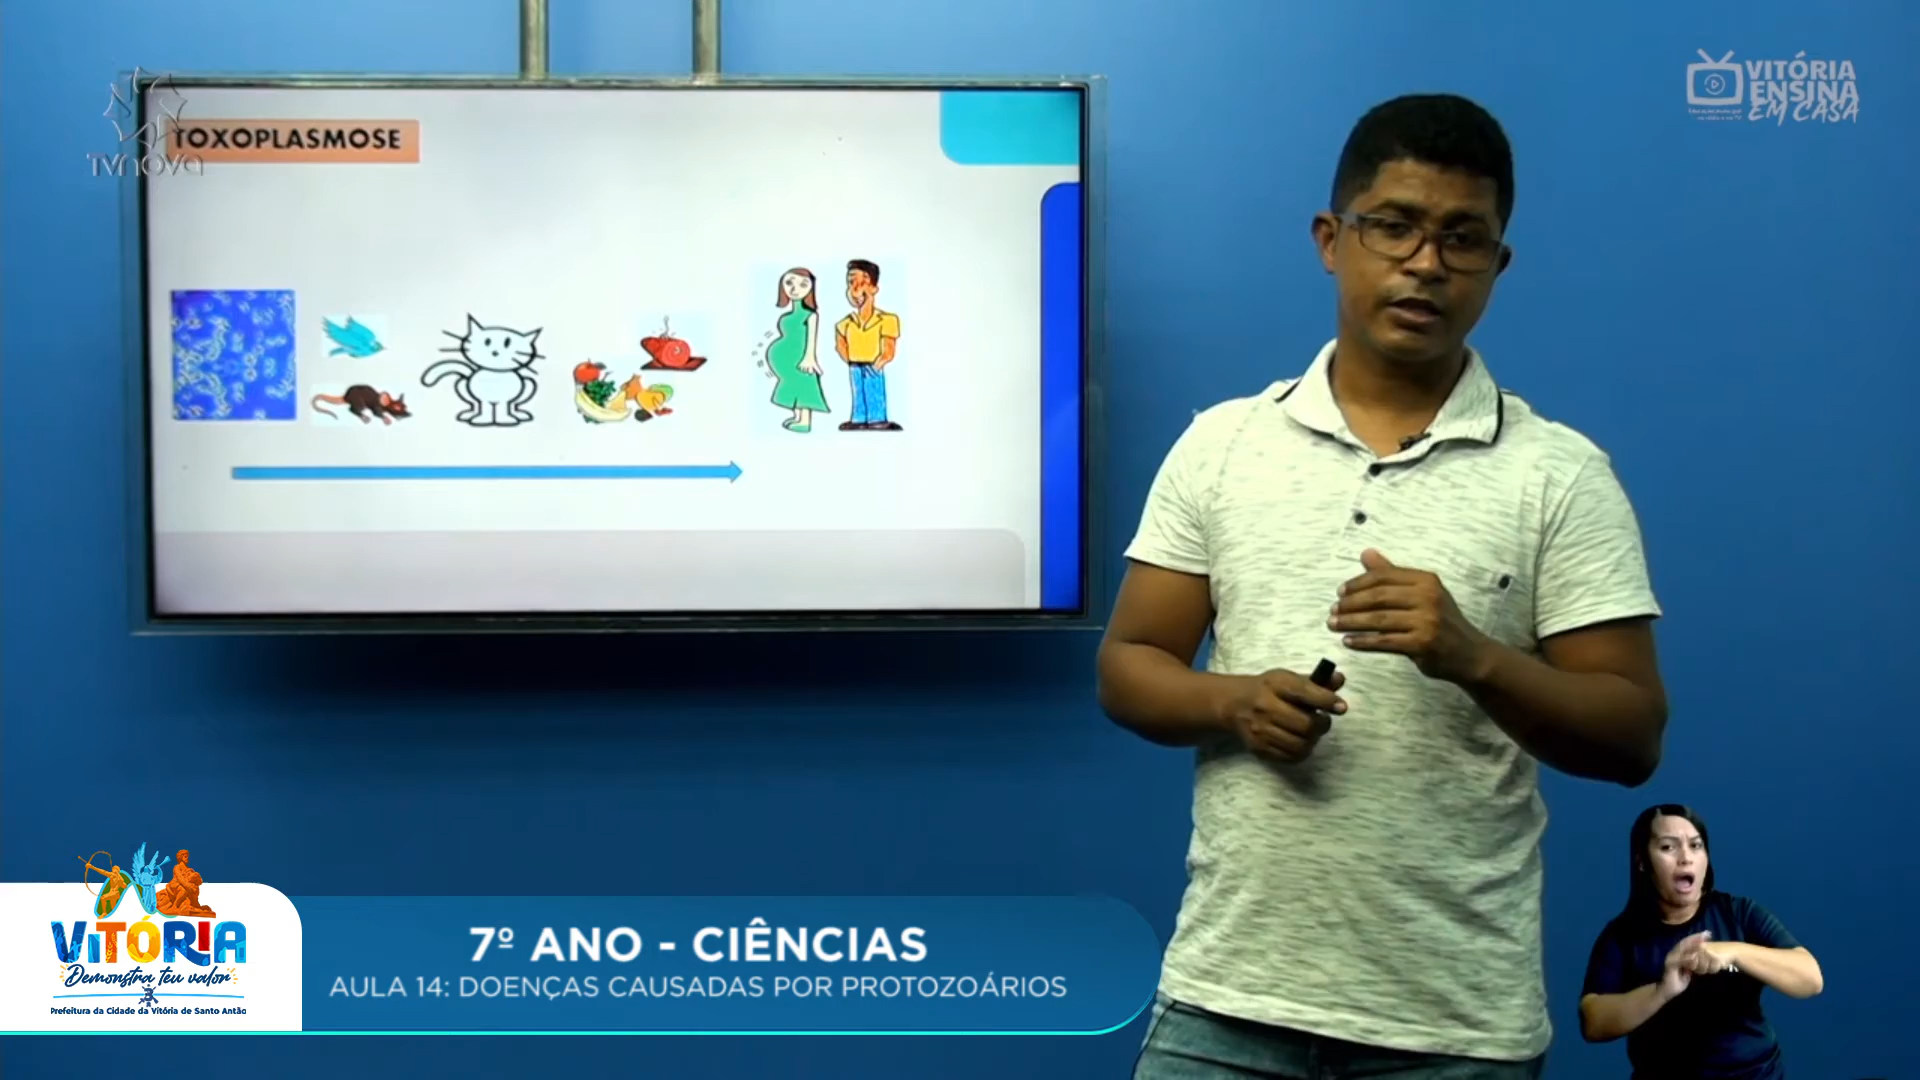 TOXOPLASMOSE
TVNOVA
VITÓRIA
ENSINA
EM CASA
VITÓRIA
Demonstra teu valor
Prefeitura da Cidade da Vitória de Santo Antão
7º ANO - CIÊNCIAS
AULA 14: DOENÇAS CAUSADAS POR PROTOZOÁRIOS